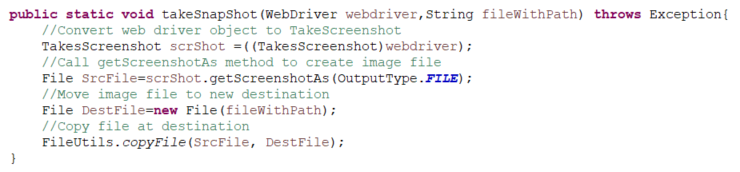 public static void takeSnapShot(WebDriver webdriver,String fileWithPath) throws Exception{
//Convert web driver object to TakeScreenshot
TakesScreenshot scrShot =((TakesScreenshot)webdriver);
//Call getScreenshotAs method to create image file
File SrcFile=scrShot.getScreenshotAs(OutputType.FILE);
//Move image file to new destination
File DestFile=new File(fileWithPath);
//Copy file at destination
FileUtils.copyFile(SrcFile, DestFile);
}